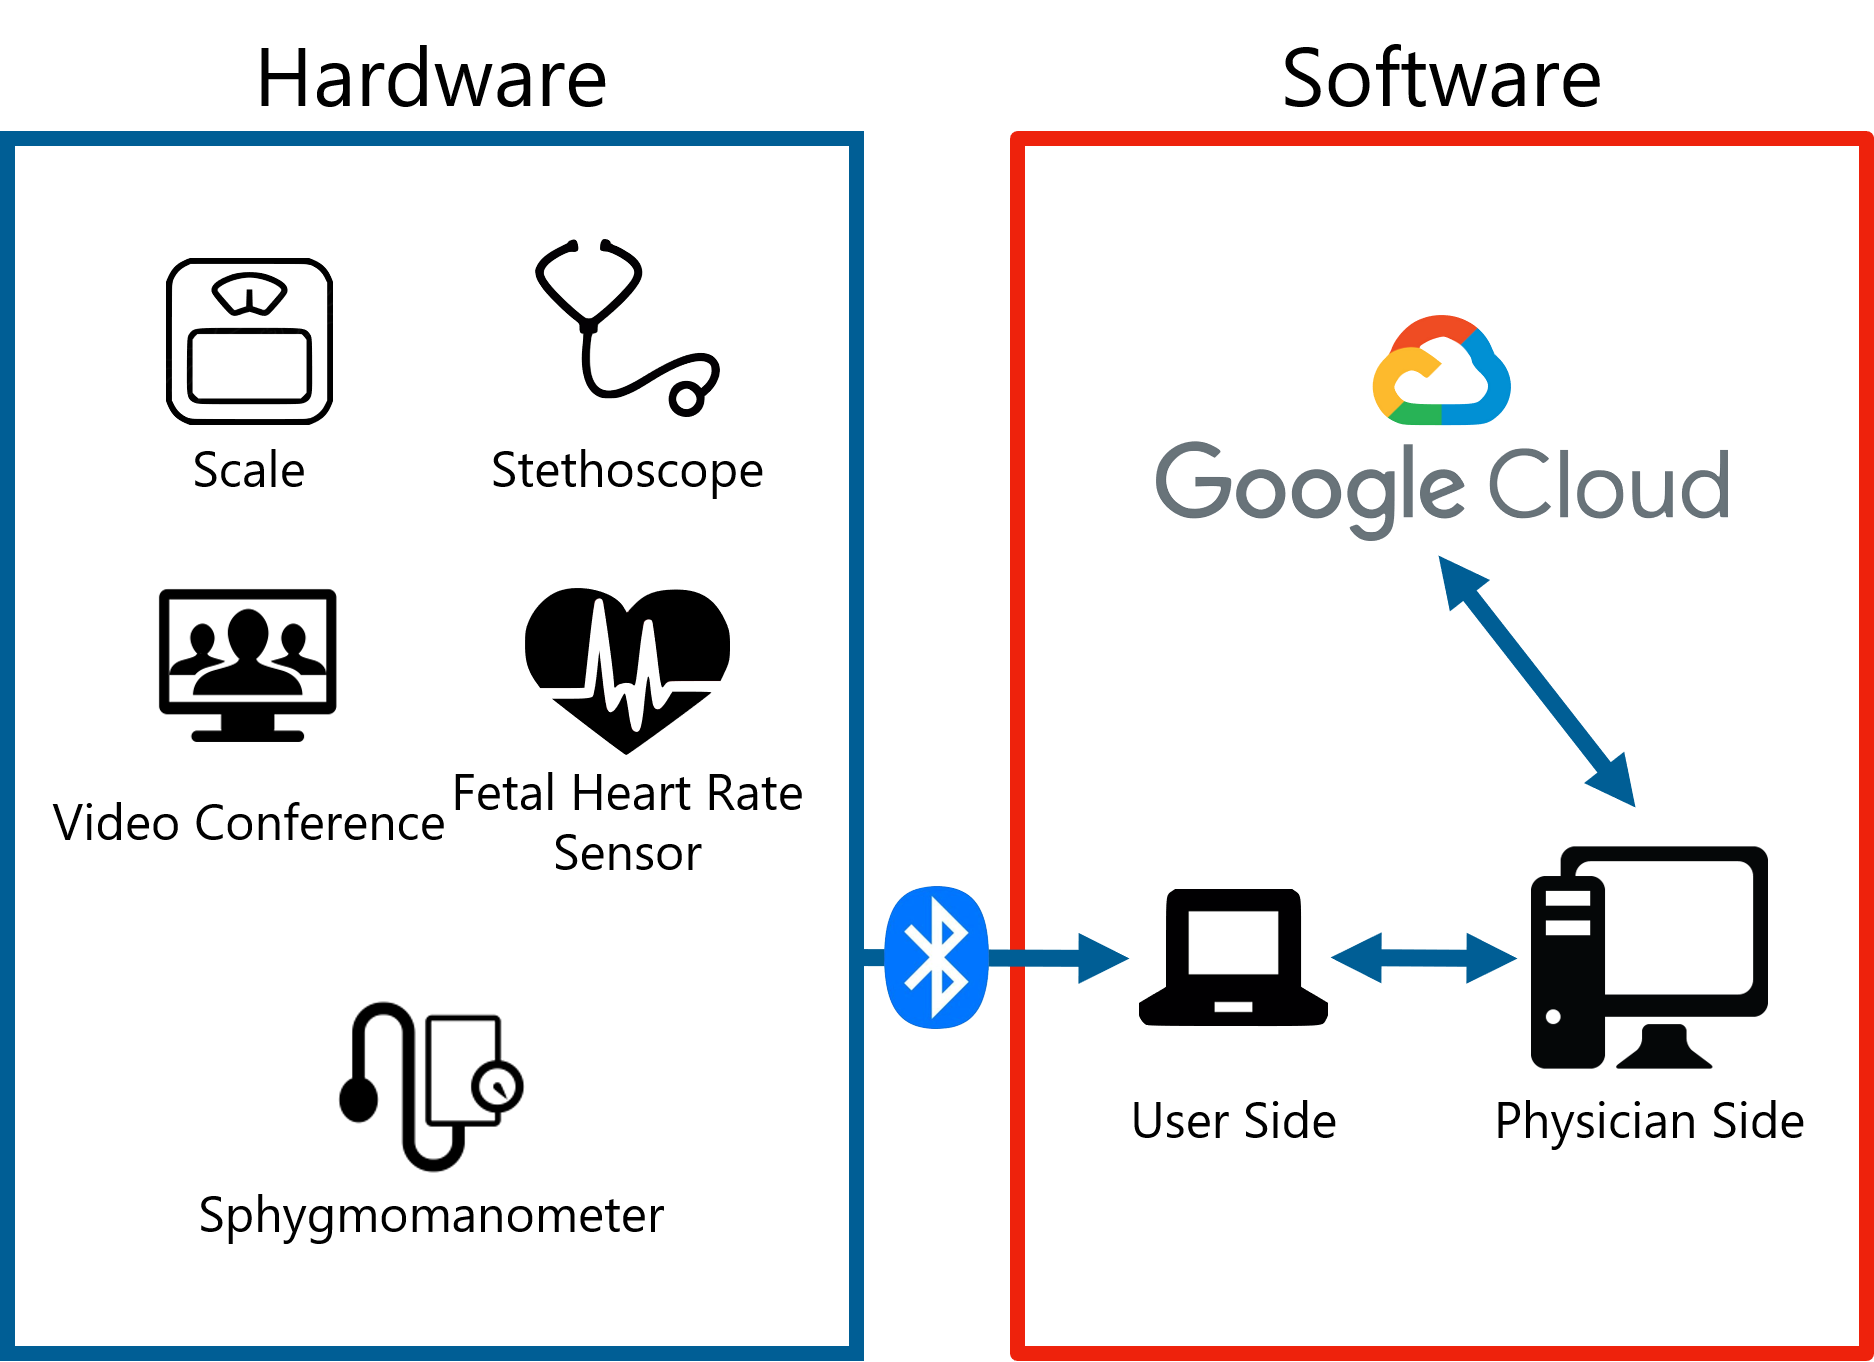 Hardware
Software
Scale
Stethoscope
Video Conference
Fetal Heart Rate
Sensor
Sphygmomanometer
Google Cloud
User Side
Physician Side